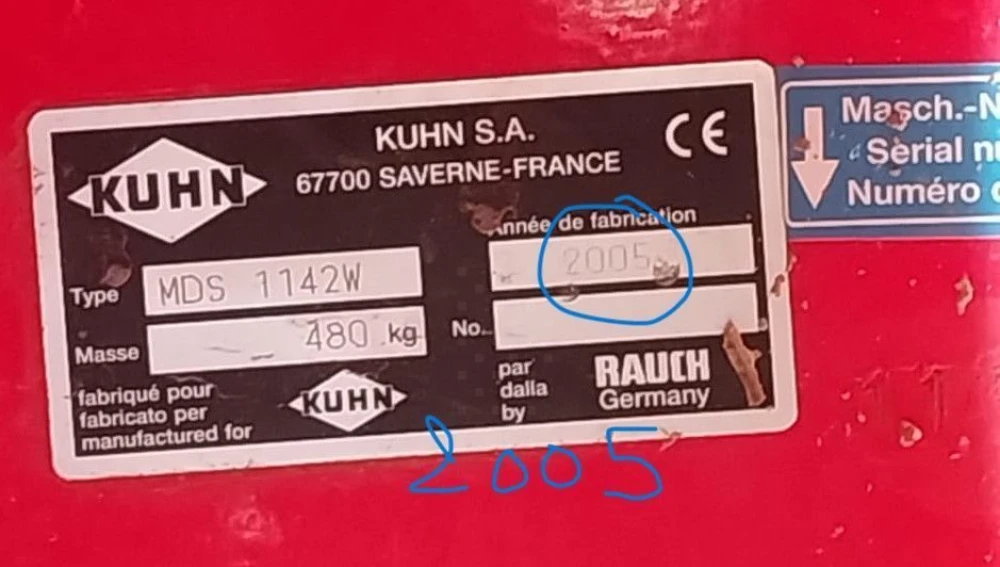 KUHN
KUHN S.A.
67700 SAVERNE-FRANCE
CE
Année de fabrication
2005
Type MDS 1142W
Masse 480 kg
No.
fabriqué pour
fabricato per
manufactured for
KUHN
par
dalla
by
RAUCH
Germany
2005
Masch.-N
Serial nu
Numéro